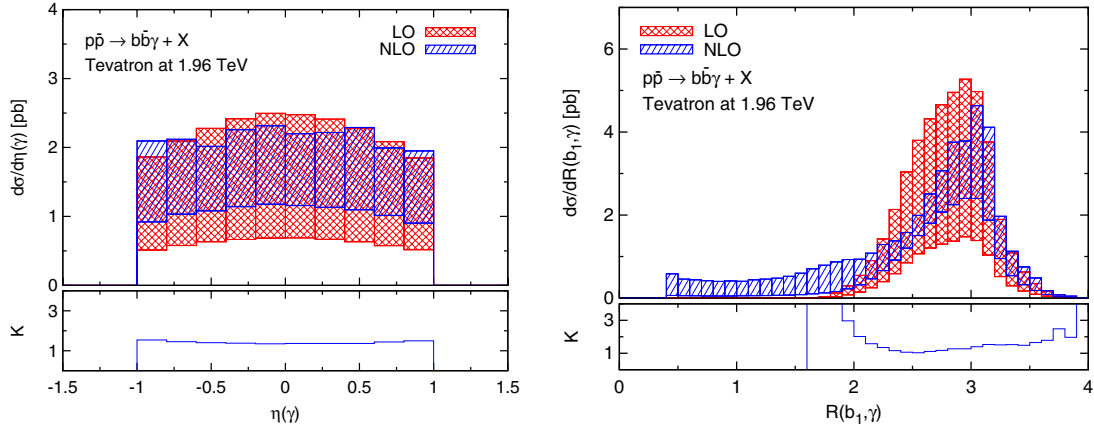 4
3
2
1
0
dσ/dη(γ) [pb]
pp̄ → bb̄γ + X
Tevatron at 1.96 TeV
LO
NLO
3
1
K
-1.5 -1 -0.5 0 0.5 1 1.5
η(γ)
6
4
2
0
dσ/dR(b₁,γ) [pb]
LO
NLO
pp̄ → bb̄γ + X
Tevatron at 1.96 TeV
3
1
K
0 1 2 3 4
R(b₁,γ)